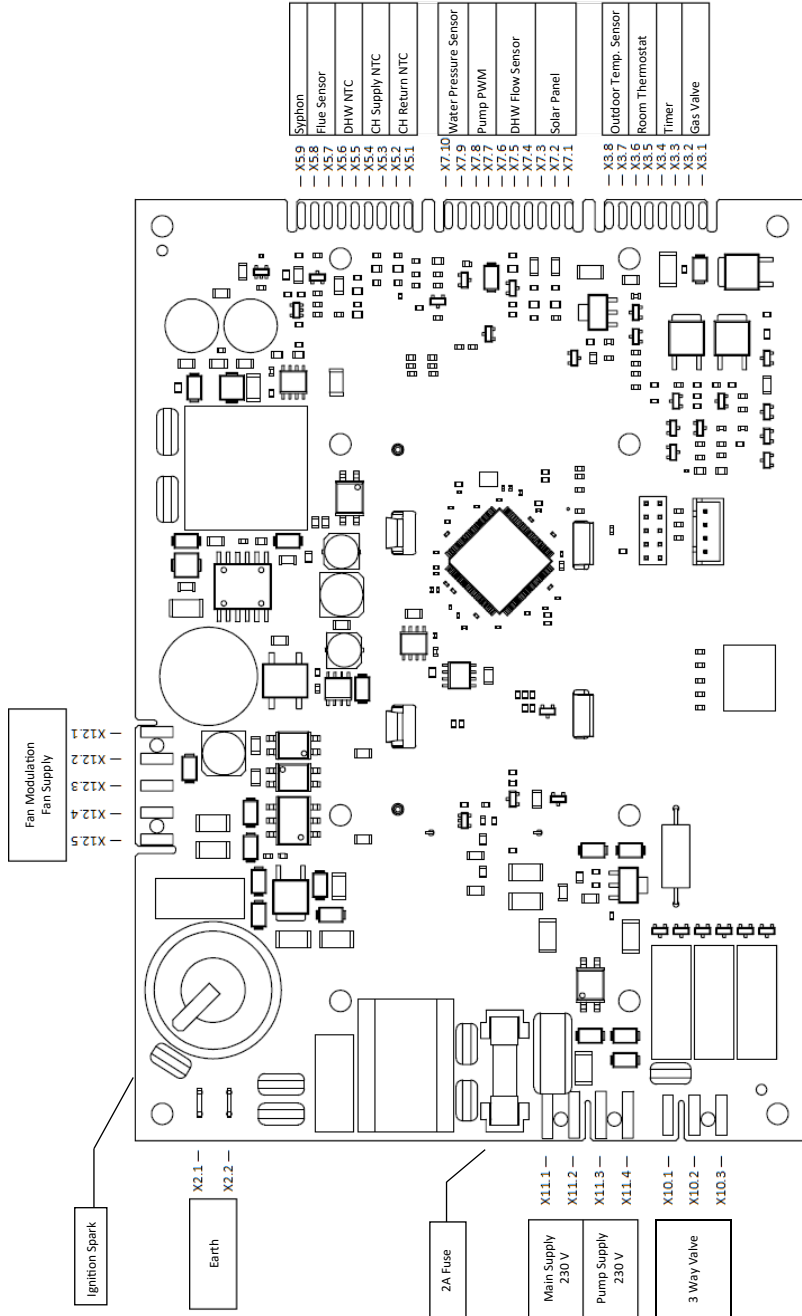 Syphon
Flue Sensor
DHW NTC
CH Supply NTC
CH Return NTC
X5.9
X5.8
X5.7
X5.6
X5.5
X5.4
X5.3
X5.2
X5.1
Water Pressure Sensor
Pump PWM
DHW Flow Sensor
Solar Panel
X7.10
X7.9
X7.8
X7.7
X7.6
X7.5
X7.4
X7.3
X7.2
X7.1
Outdoor Temp. Sensor
Room Thermostat
Timer
Gas Valve
X3.8
X3.7
X3.6
X3.5
X3.4
X3.3
X3.2
X3.1
Fan Modulation
Fan Supply
X12.1
X12.2
X12.3
X12.4
X12.5
Ignition Spark
X2.1
X2.2
Earth
2A Fuse
X11.1
X11.2
X11.3
X11.4
Main Supply
230 V
Pump Supply
230 V
X10.1
X10.2
X10.3
3 Way Valve